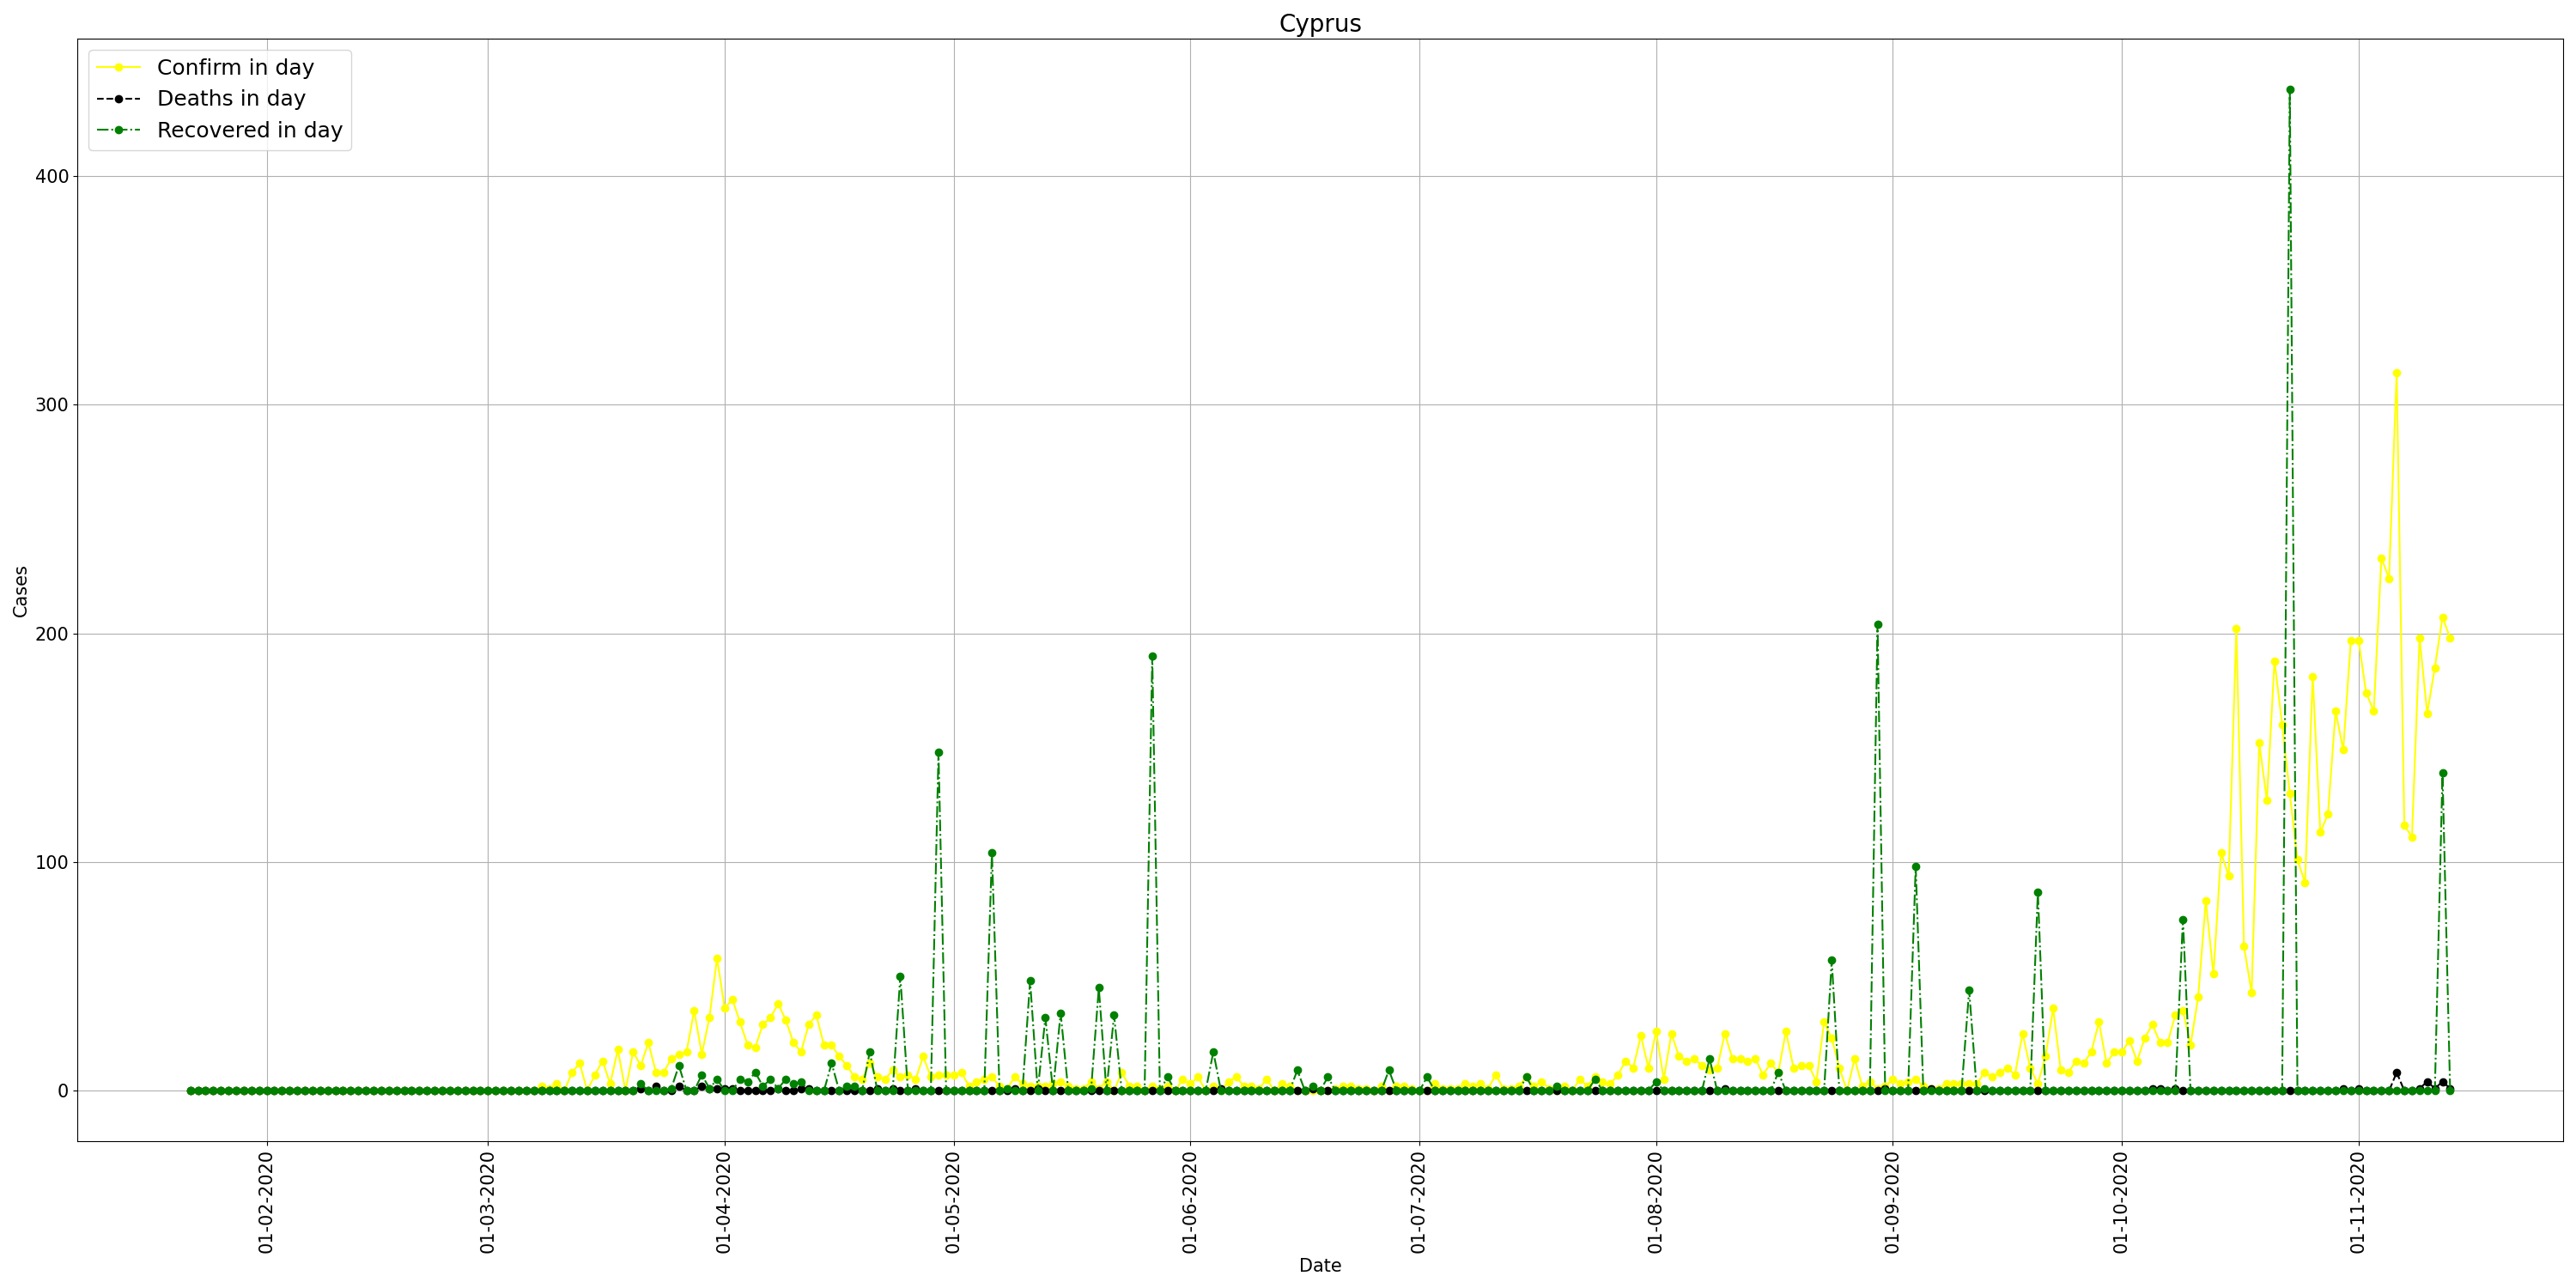 Cyprus
Confirm in day
Deaths in day
Recovered in day
400
300
200
100
0
Cases
01-02-2020
01-03-2020
01-04-2020
01-05-2020
01-06-2020
01-07-2020
01-08-2020
01-09-2020
01-10-2020
01-11-2020
Date